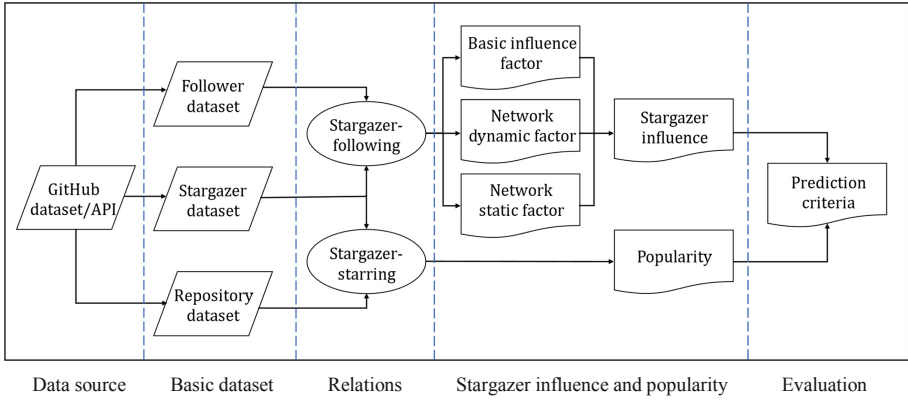 GitHub
dataset/API
Follower
dataset
Stargazer
dataset
Repository
dataset
Stargazer-
following
Stargazer-
starring
Basic influence
factor
Network
dynamic factor
Network
static factor
Stargazer
influence
Popularity
Prediction
criteria
Data source
Basic dataset
Relations
Stargazer influence and popularity
Evaluation